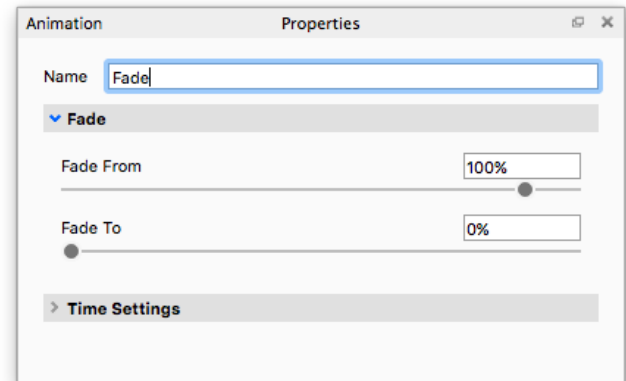 Animation Properties
Name Fade
Fade
Fade From 100%
Fade To 0%
Time Settings